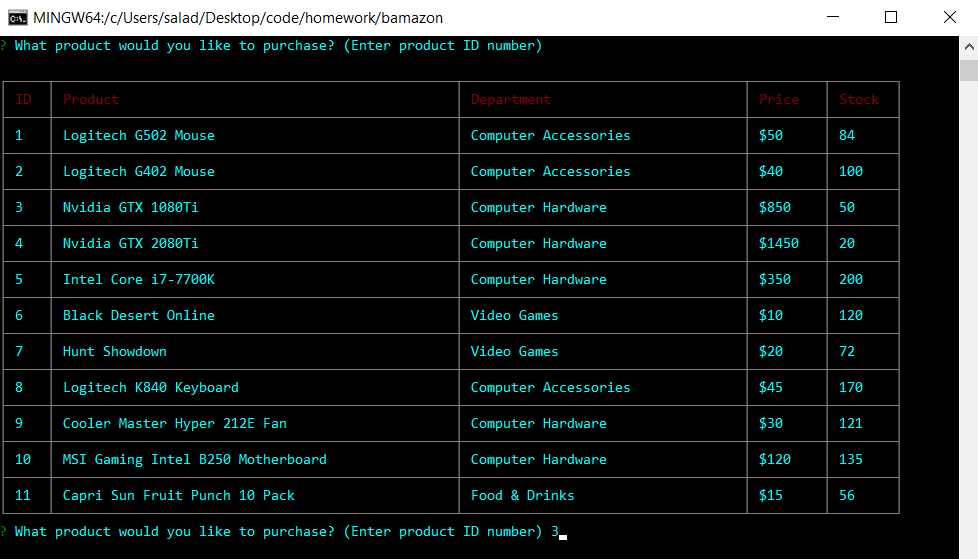 MINGW64:/c/Users/salad/Desktop/code/homework/bamazon
? What product would you like to purchase? (Enter product ID number)
ID Product Department Price Stock
1 Logitech G502 Mouse Computer Accessories $50 84
2 Logitech G402 Mouse Computer Accessories $40 100
3 Nvidia GTX 1080Ti Computer Hardware $850 50
4 Nvidia GTX 2080Ti Computer Hardware $1450 20
5 Intel Core i7-7700K Computer Hardware $350 200
6 Black Desert Online Video Games $10 120
7 Hunt Showdown Video Games $20 72
8 Logitech K840 Keyboard Computer Accessories $45 170
9 Cooler Master Hyper 212E Fan Computer Hardware $30 121
10 MSI Gaming Intel B250 Motherboard Computer Hardware $120 135
11 Capri Sun Fruit Punch 10 Pack Food & Drinks $15 56
? What product would you like to purchase? (Enter product ID number) 3